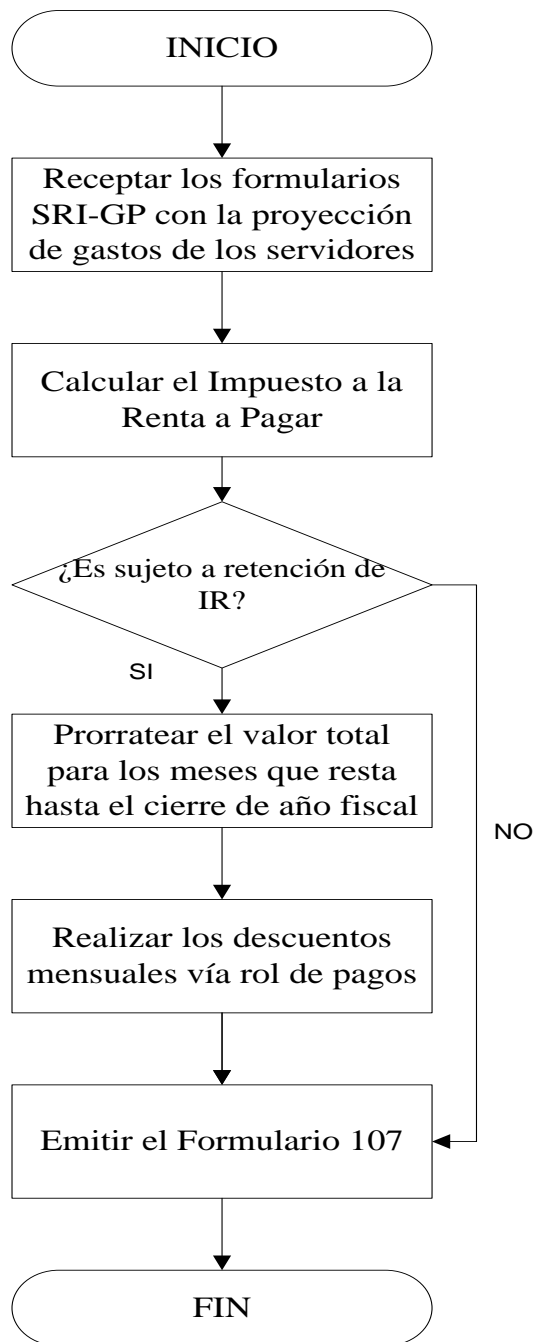 INICIO
Receptar los formularios
SRI-GP con la proyección
de gastos de los servidores
Calcular el Impuesto a la
Renta a Pagar
¿Es sujeto a retención de
IR?
SI
Prorratear el valor total
para los meses que resta
hasta el cierre de año fiscal
NO
Realizar los descuentos
mensuales vía rol de pagos
Emitir el Formulario 107
FIN